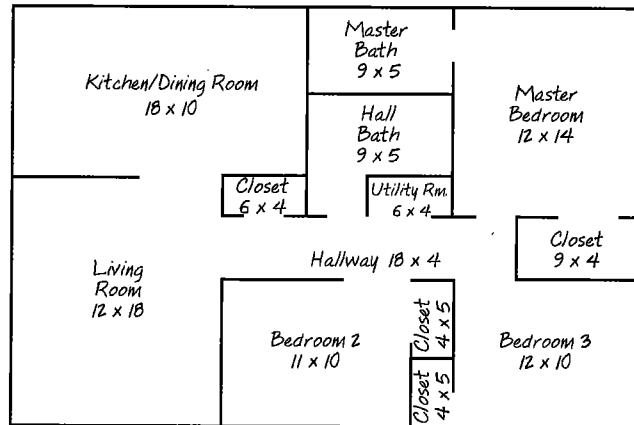 Kitchen/Dining Room
18 x 10
Master
Bath
9 x 5
Hall
Bath
9 x 5
Master
Bedroom
12 x 14
Closet
6 x 4
Utility Rm.
6 x 4
Living
Room
12 x 18
Hallway 18 x 4
Closet
9 x 4
Bedroom 2
11 x 10
Closet
4 x 5
Closet
4 x 5
Bedroom 3
12 x 10